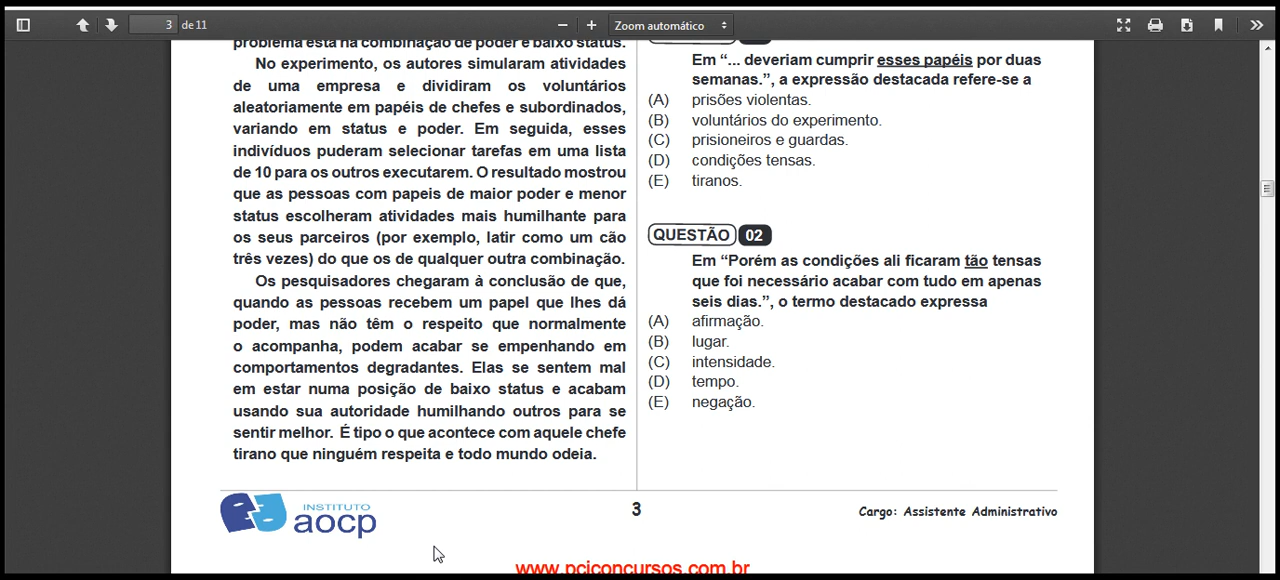 3 de 11
Zoom automático
problema está na combinação de poder e baixo status.
No experimento, os autores simularam atividades
de uma empresa e dividiram os voluntários
aleatoriamente em papéis de chefes e subordinados,
variando em status e poder. Em seguida, esses
indivíduos puderam selecionar tarefas em uma lista
de 10 para os outros executarem. O resultado mostrou
que as pessoas com papeis de maior poder e menor
status escolheram atividades mais humilhante para
os seus parceiros (por exemplo, latir como um cão
três vezes) do que os de qualquer outra combinação.
Os pesquisadores chegaram à conclusão de que,
quando as pessoas recebem um papel que lhes dá
poder, mas não têm o respeito que normalmente
o acompanha, podem acabar se empenhando em
comportamentos degradantes. Elas se sentem mal
em estar numa posição de baixo status e acabam
usando sua autoridade humilhando outros para se
sentir melhor. É tipo o que acontece com aquele chefe
tirano que ninguém respeita e todo mundo odeia.
Em “... deveriam cumprir esses papéis por duas
semanas.”, a expressão destacada refere-se a
(A) prisões violentas.
(B) voluntários do experimento.
(C) prisioneiros e guardas.
(D) condições tensas.
(E) tiranos.
QUESTÃO 02
Em “Porém as condições ali ficaram tão tensas
que foi necessário acabar com tudo em apenas
seis dias.”, o termo destacado expressa
(A) afirmação.
(B) lugar.
(C) intensidade.
(D) tempo.
(E) negação.
INSTITUTO
aocp
3
Cargo: Assistente Administrativo
www.pciconcursos.com.br